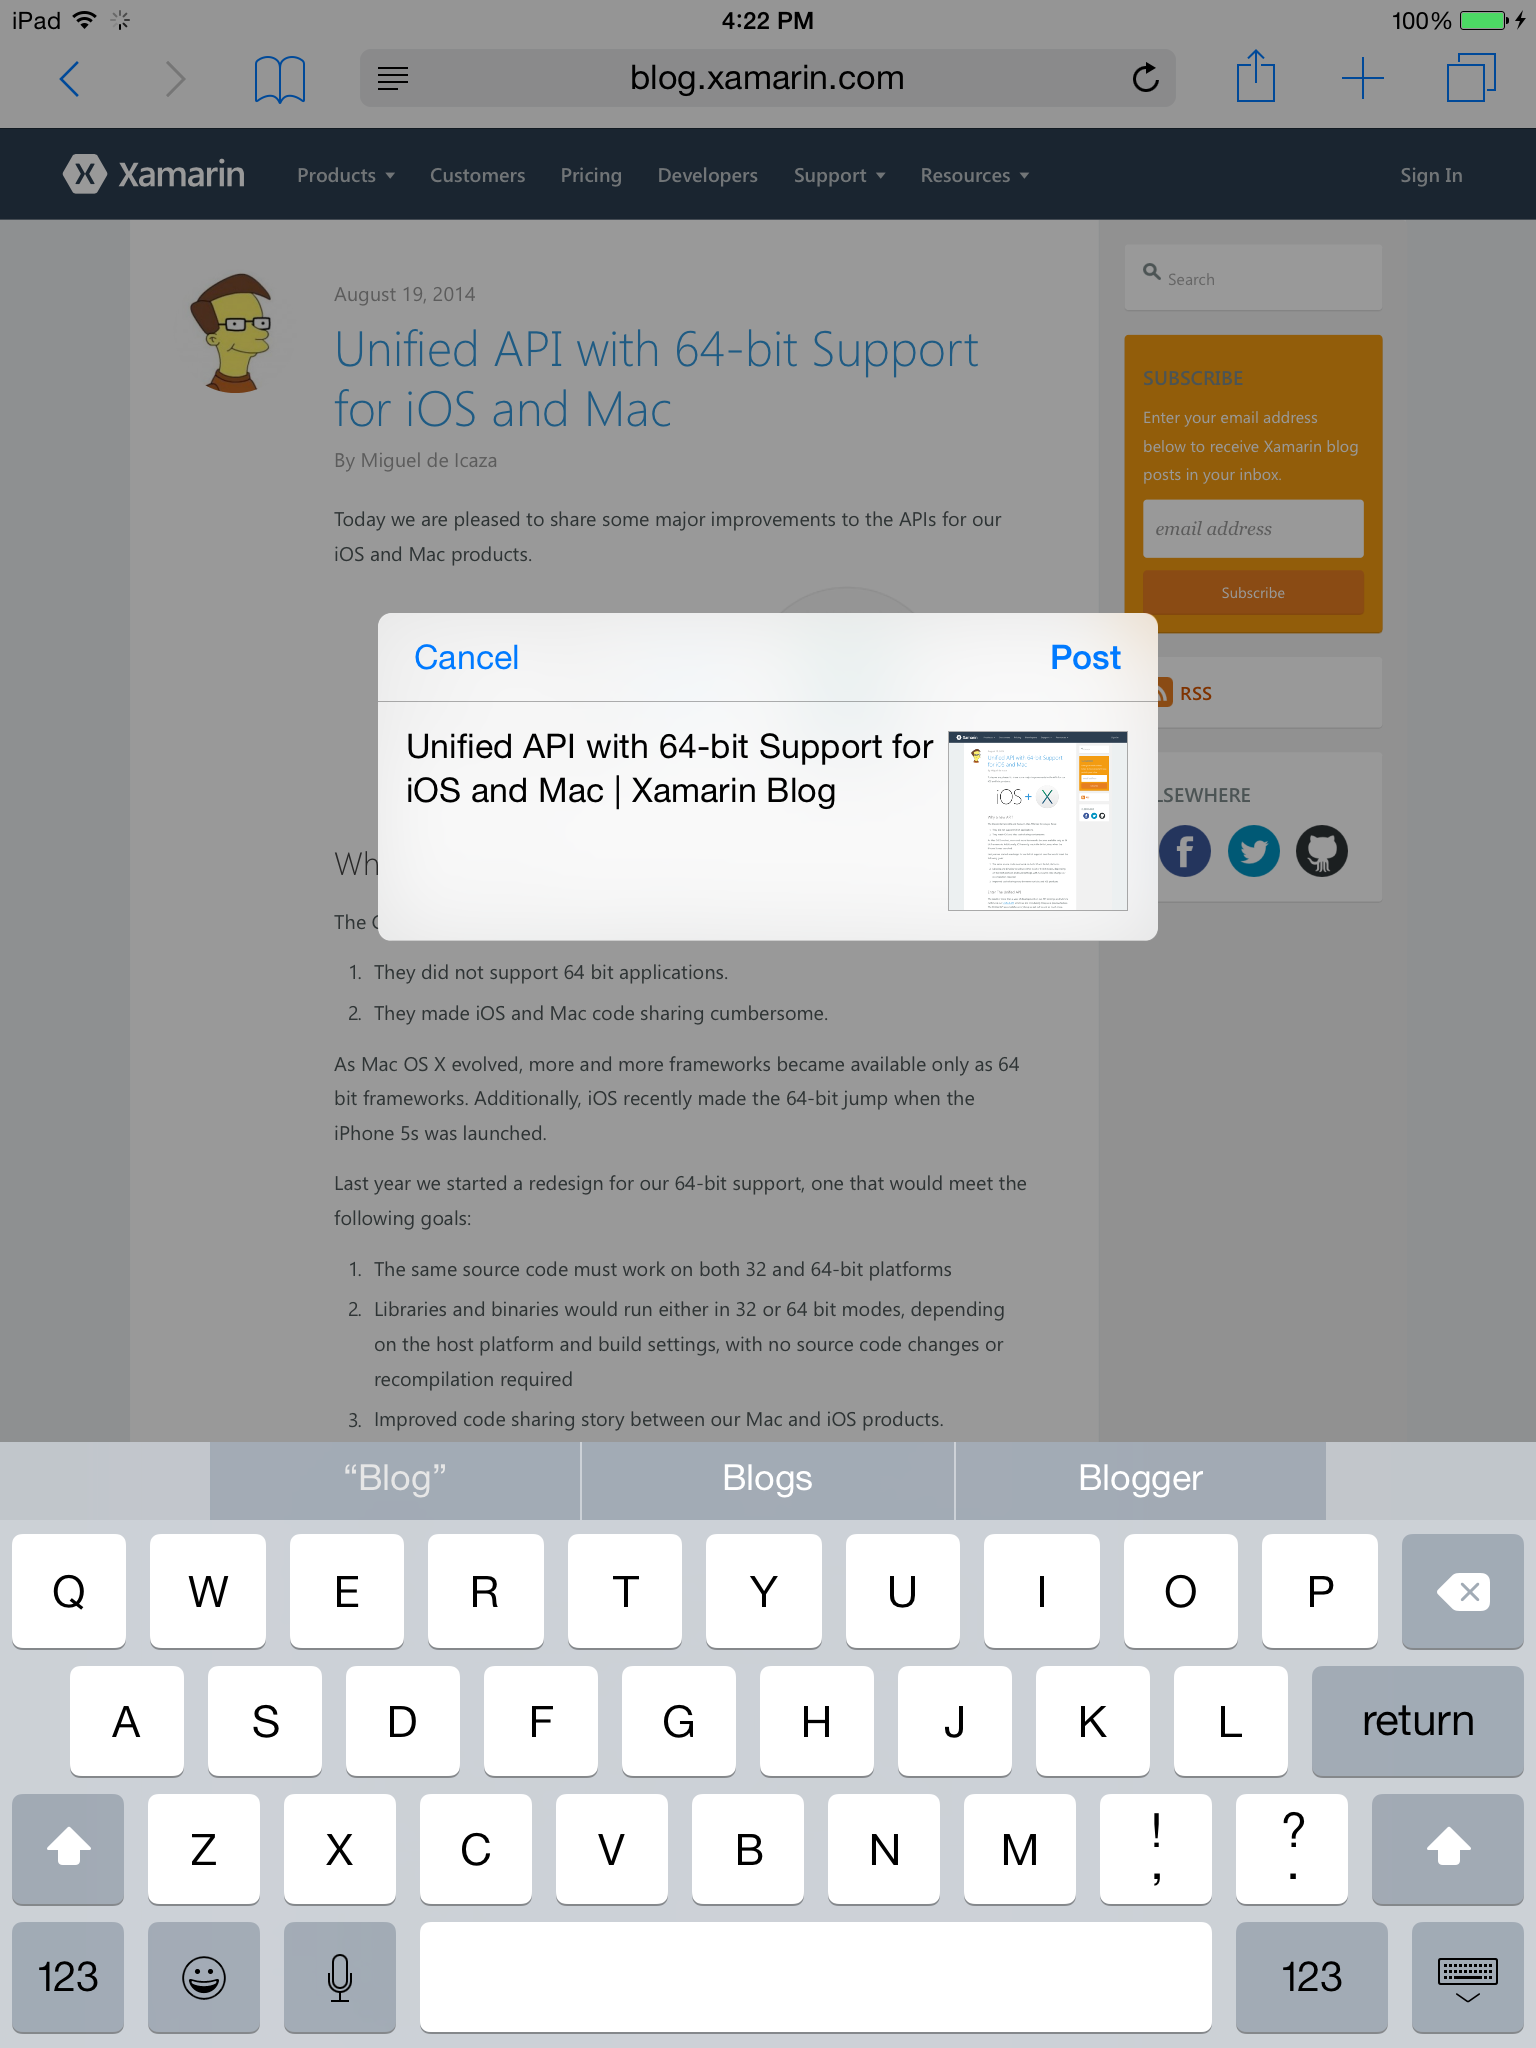 iPad
4:22 PM
100%
blog.xamarin.com
Xamarin
Products
Customers
Pricing
Developers
Support
Resources
Sign In
August 19, 2014
Unified API with 64-bit Support
for iOS and Mac
By Miguel de Icaza
Today we are pleased to share some major improvements to the APIs for our
iOS and Mac products.
Search
SUBSCRIBE
Enter your email address
below to receive Xamarin blog
posts in your inbox.
email address
Subscribe
RSS
LSEWHERE
Cancel
Post
Unified API with 64-bit Support for
iOS and Mac | Xamarin Blog
iOS + X
Wh
The C
1. They did not support 64 bit applications.
2. They made iOS and Mac code sharing cumbersome.
As Mac OS X evolved, more and more frameworks became available only as 64
bit frameworks. Additionally, iOS recently made the 64-bit jump when the
iPhone 5s was launched.
Last year we started a redesign for our 64-bit support, one that would meet the
following goals:
1. The same source code must work on both 32 and 64-bit platforms
2. Libraries and binaries would run either in 32 or 64 bit modes, depending
on the host platform and build settings, with no source code changes or
recompilation required
3. Improved code sharing story between our Mac and iOS products.
“Blog”
Blogs
Blogger
Q W E R T Y U I O P
A S D F G H J K L return
Z X C V B N M ! , ? .
123
123